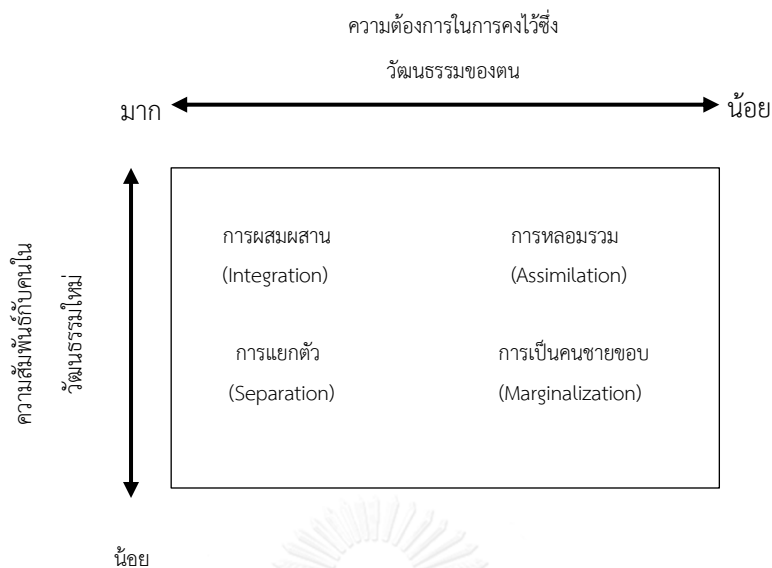 ความต้องการในการคงไว้ซึ่ง
วัฒนธรรมของตน
มาก
น้อย
ความสัมพันธ์กับคนใน
วัฒนธรรมใหม่
การผสมผสาน
(Integration)
การหลอมรวม
(Assimilation)
การแยกตัว
(Separation)
การเป็นคนชายขอบ
(Marginalization)
น้อย